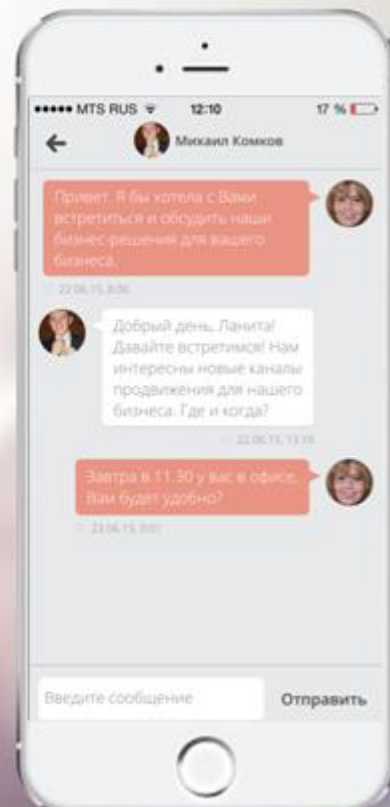 MTS RUS 12:10 17 %
Михаил Комков
Привет. Я бы хотела с Вами
встретиться и обсудить наши
бизнес-решения для вашего
бизнеса.
22.06.15, 8:06
Добрый день, Ланита!
Давайте встретимся! Нам
интересны новые каналы
продвижения для нашего
бизнеса. Где и когда?
22.06.15, 13:10
Завтра в 11.30 у вас в офисе,
Вам будет удобно?
23.06.15, 8:01
Введите сообщение Отправить